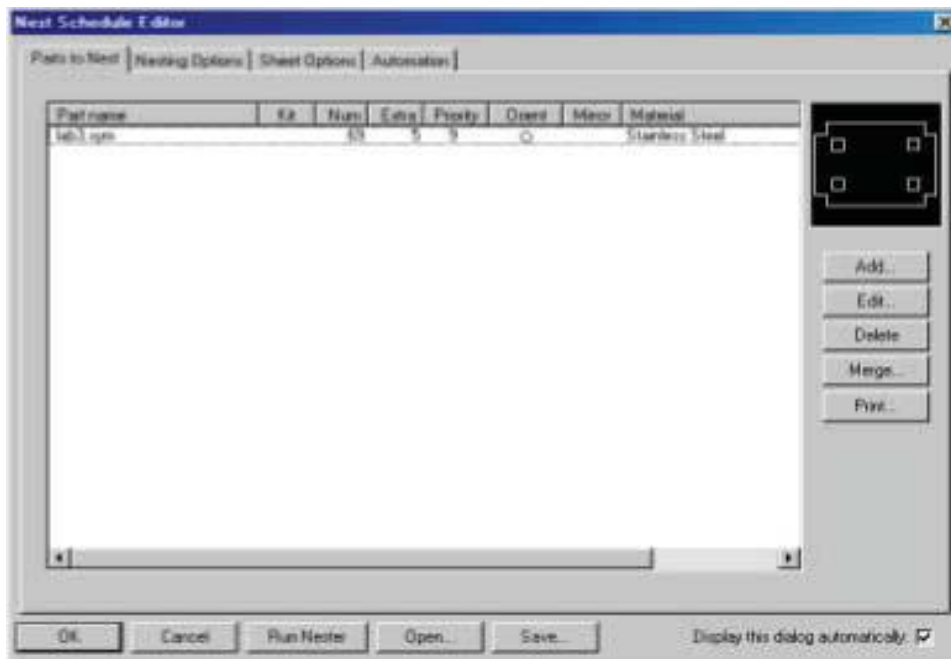 Nest Schedule Editor
Parts to Nest Nesting Options Sheet Options Automation
Part name Kit Num Extra Priority Orient Mirror Material
lab3.sym 69 5 9 Stainless Steel
Add...
Edit...
Delete
Merge...
Print...
OK Cancel Run Nester Open... Save... Display this dialog automatically: